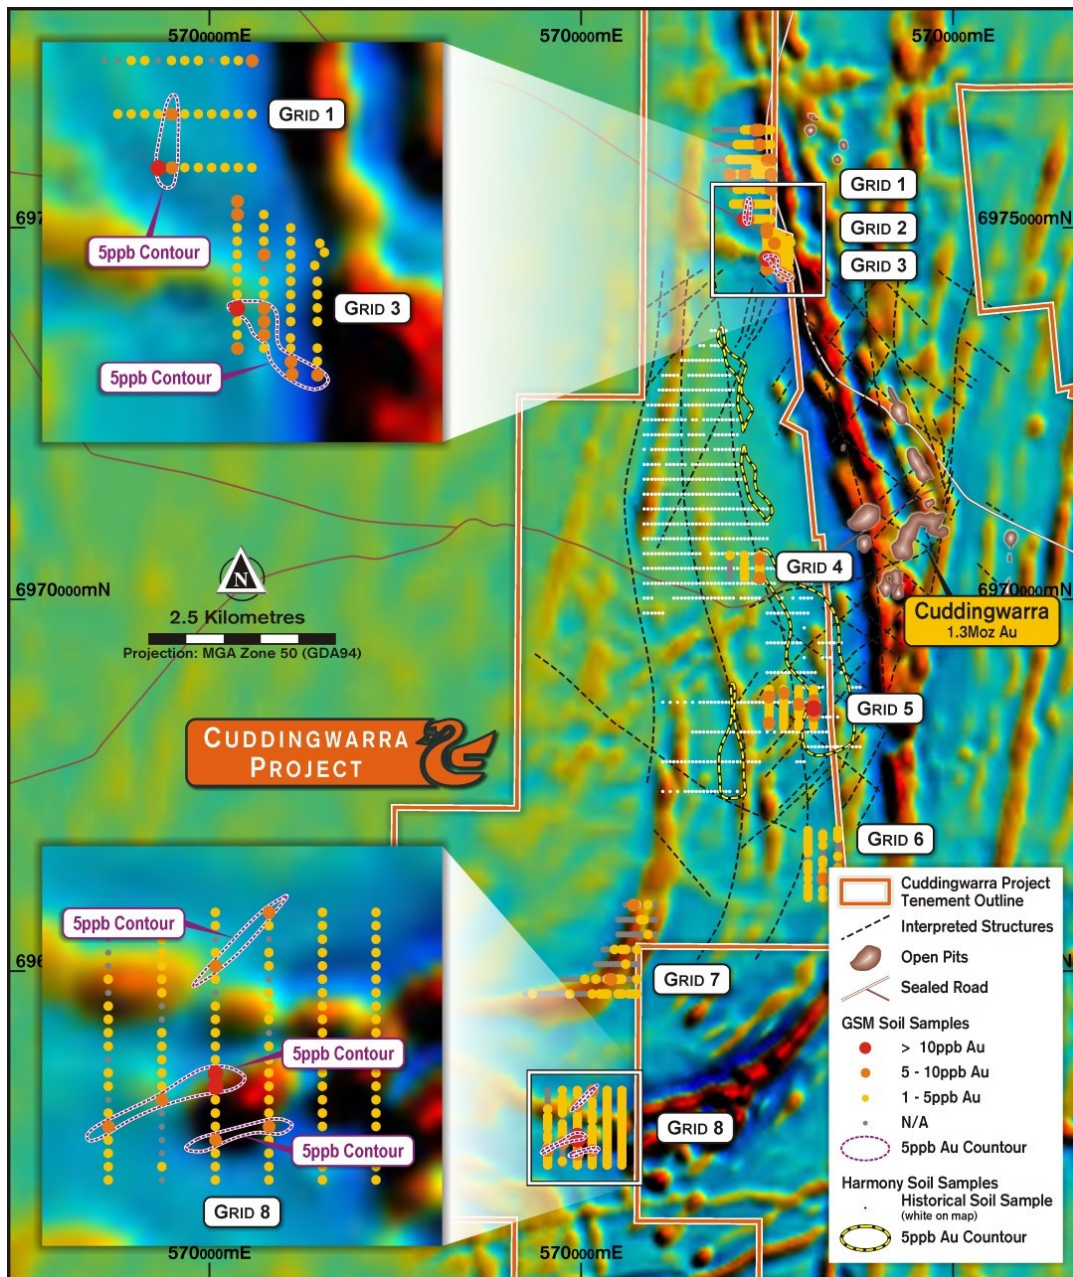 570000mE
570000mE
570000mE
GRID 1
GRID 1
697
6975000mN
GRID 2
5ppb Contour
GRID 3
GRID 3
5ppb Contour
GRID 4
N
6970000mN
6970000mN
2.5 Kilometres
Cuddingwarra
1.3Moz Au
Projection: MGA Zone 50 (GDA94)
GRID 5
CUDDINGWARRA
PROJECT
GRID 6
Cuddingwarra Project
Tenement Outline
5ppb Contour
Interpreted Structures
Open Pits
696
N
GRID 7
Sealed Road
GSM Soil Samples
5ppb Contour
> 10ppb Au
5 - 10ppb Au
1 - 5ppb Au
N/A
GRID 8
5ppb Contour
5ppb Au Countour
Harmony Soil Samples
Historical Soil Sample
(white on map)
GRID 8
5ppb Au Countour
570000mE
570000mE